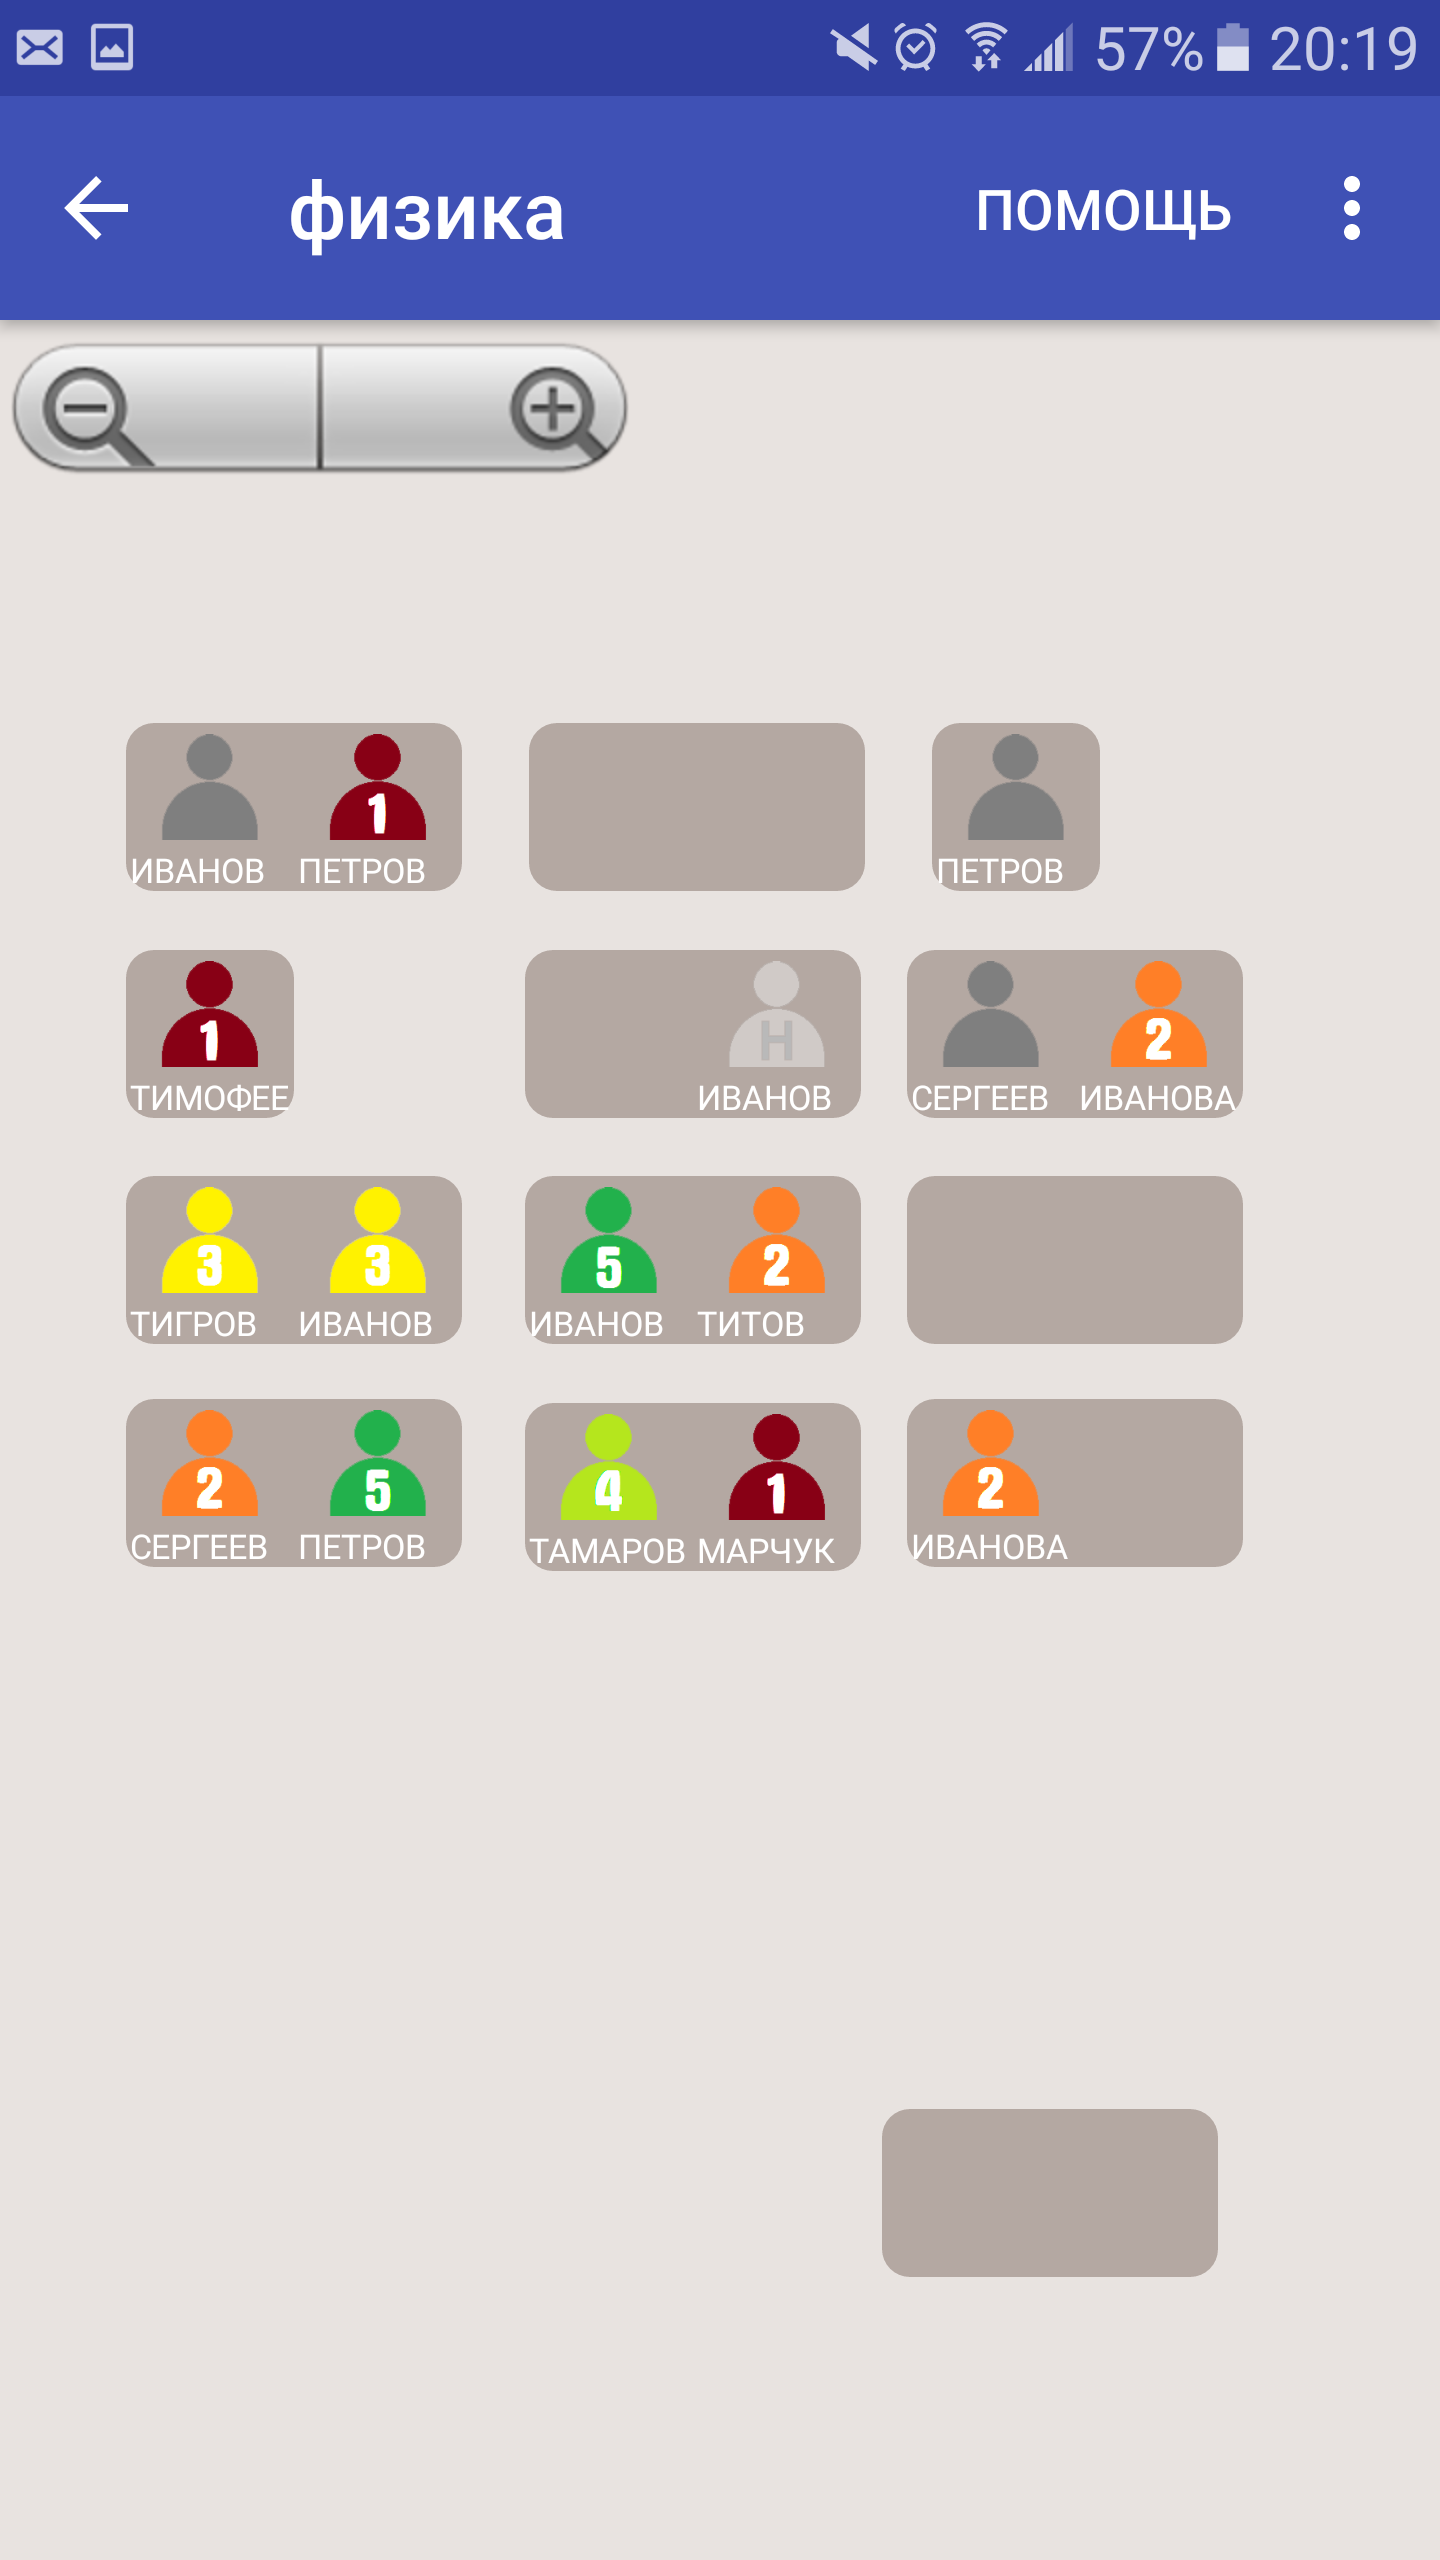 57% 20:19
физика ПОМОЩЬ
1
ИВАНОВ ПЕТРОВ ПЕТРОВ
1 Н 2
ТИМОФЕЕ ИВАНОВ СЕРГЕЕВ ИВАНОВА
3 3 5 2
ТИГРОВ ИВАНОВ ИВАНОВ ТИТОВ
2 5 4 1 2
СЕРГЕЕВ ПЕТРОВ ТАМАРОВ МАРЧУК ИВАНОВА